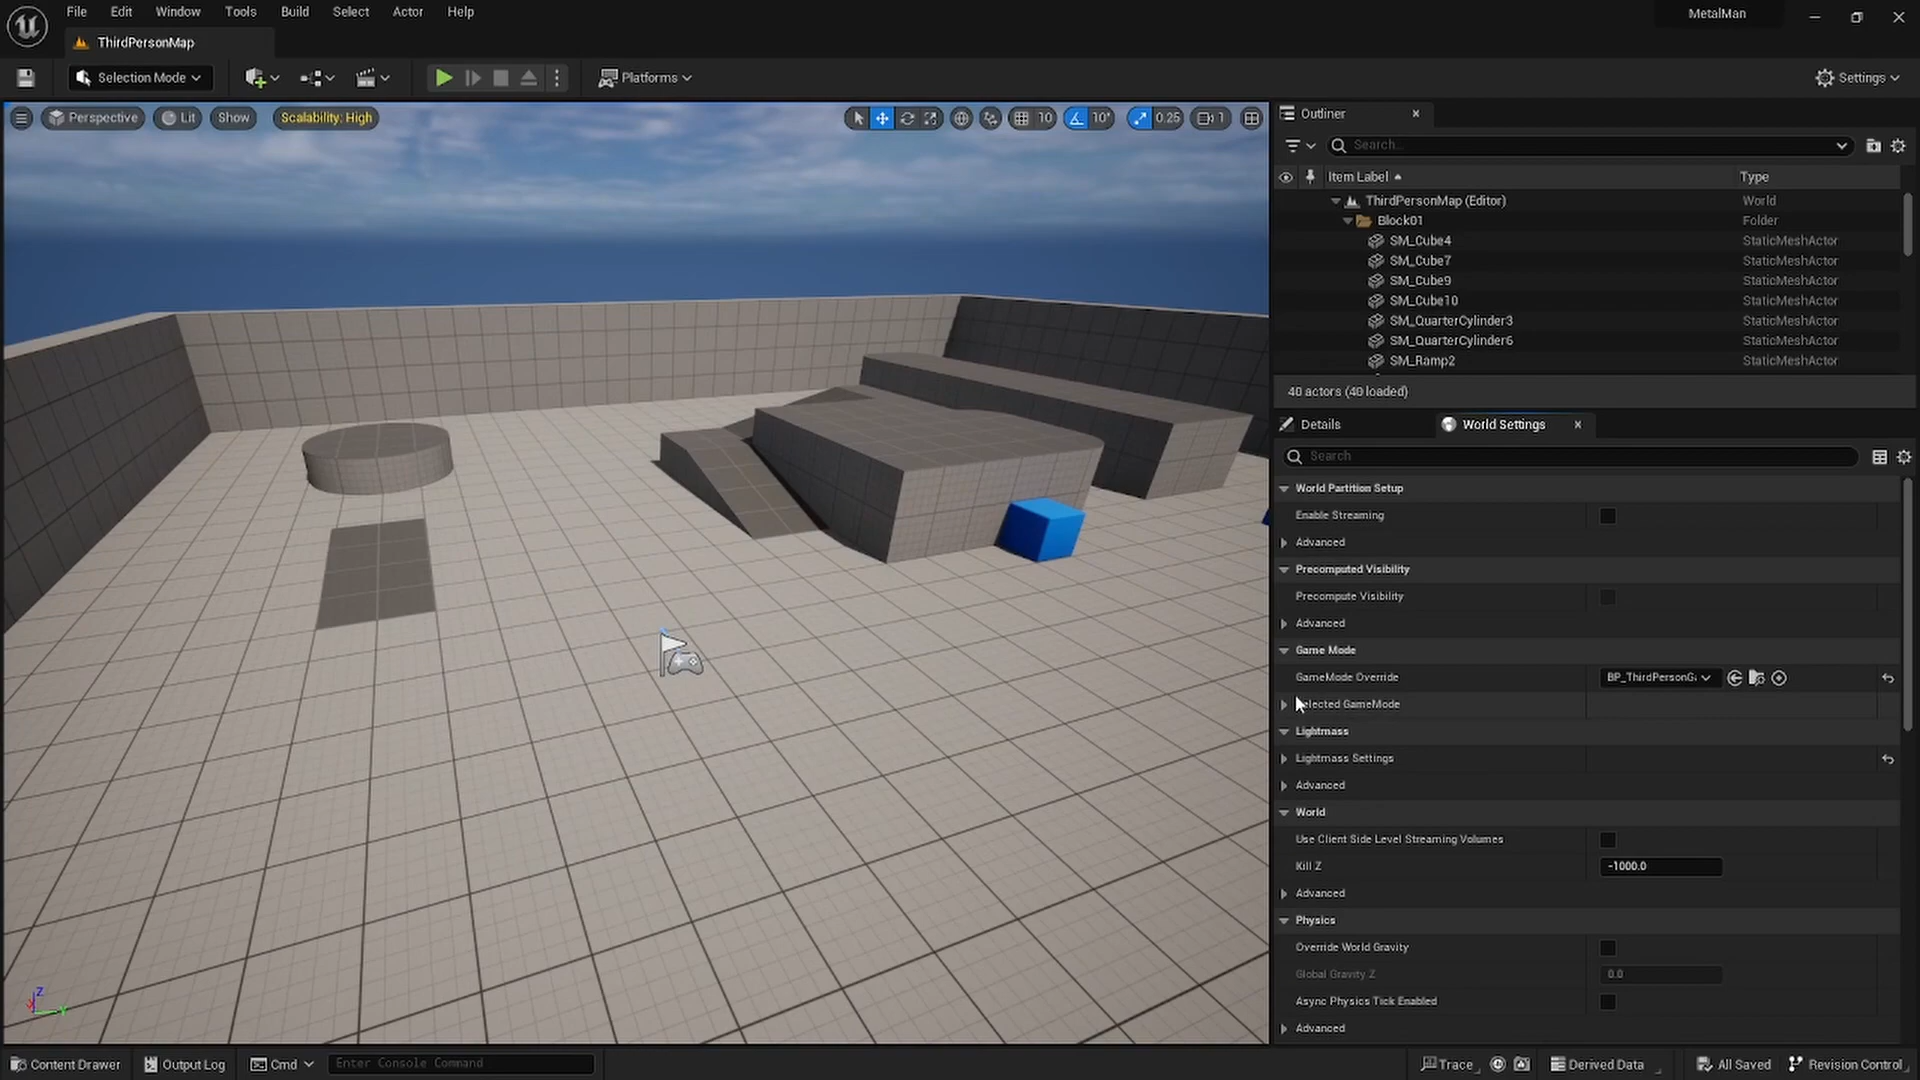 File Edit Window Tools Build Select Actor Help
MetalMan
ThirdPersonMap
Selection Mode
Platforms
Settings
Perspective
Lit
Show
Scalability: High
10
10°
0.25
1
Outliner
Search...
Item Label
Type
ThirdPersonMap (Editor) World
Block01 Folder
SM_Cube4 StaticMeshActor
SM_Cube7 StaticMeshActor
SM_Cube9 StaticMeshActor
SM_Cube10 StaticMeshActor
SM_QuarterCylinder3 StaticMeshActor
SM_QuarterCylinder6 StaticMeshActor
SM_Ramp2 StaticMeshActor
40 actors (40 loaded)
Details
World Settings
Search
World Partition Setup
Enable Streaming
Advanced
Precomputed Visibility
Precompute Visibility
Advanced
Game Mode
GameMode Override BP_ThirdPersonGa
GameMode
Lightmass
Lightmass Settings
Advanced
World
Use Client Side Level Streaming Volumes
Kill Z -1000.0
Advanced
Physics
Override World Gravity
Global Gravity Z 0.0
Async Physics Tick Enabled
Advanced
Z
Content Drawer
Output Log
Cmd
Enter Console Command
Trace
Derived Data
All Saved
Revision Control